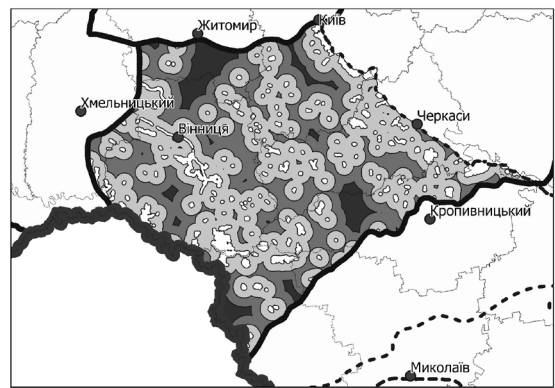 Житомир
Київ
Хмельницький
Вінниця
Черкаси
Кропивницький
Миколаїв